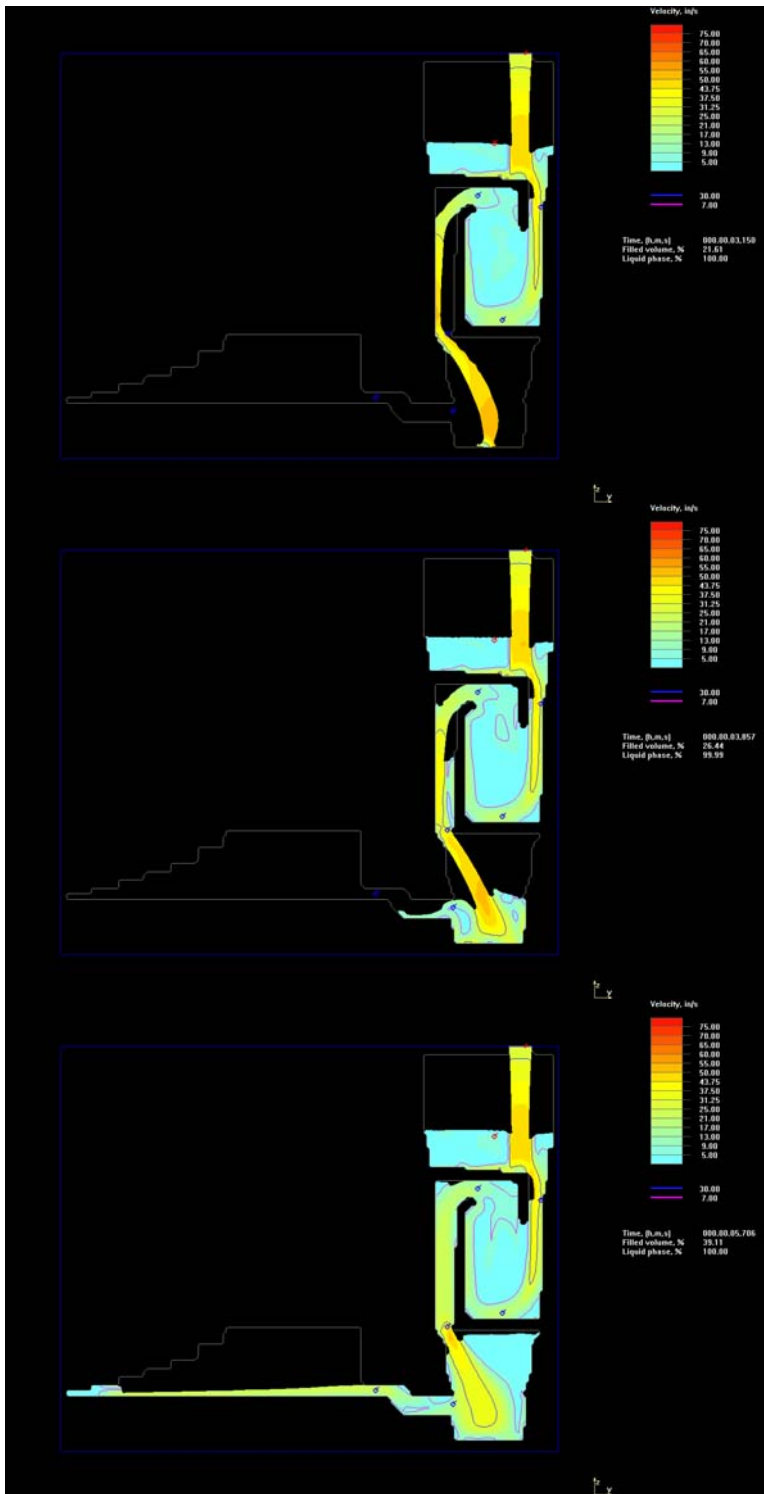 Velocity, in/s
75.00
70.00
65.00
60.00
55.00
50.00
43.75
37.50
31.25
25.00
21.00
17.00
13.00
9.00
5.00
30.00
7.00
Time, (h,m,s) 000.00.03,150
Filled volume, % 21.61
Liquid phase, % 100.00
Z
Y
Velocity, in/s
75.00
70.00
65.00
60.00
55.00
50.00
43.75
37.50
31.25
25.00
21.00
17.00
13.00
9.00
5.00
30.00
7.00
Time, (h,m,s) 000.00.03,857
Filled volume, % 26.44
Liquid phase, % 99.99
Z
Y
Velocity, in/s
75.00
70.00
65.00
60.00
55.00
50.00
43.75
37.50
31.25
25.00
21.00
17.00
13.00
9.00
5.00
30.00
7.00
Time, (h,m,s) 000.00.05,706
Filled volume, % 39.11
Liquid phase, % 100.00
Z
Y